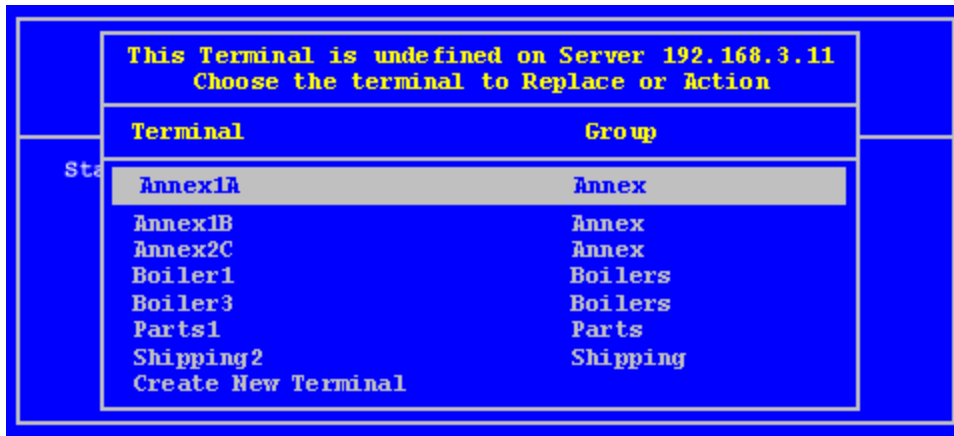 This Terminal is undefined on Server 192.168.3.11
Choose the terminal to Replace or Action
Terminal Group
Sta
Annex1A Annex
Annex1B Annex
Annex2C Annex
Boiler1 Boilers
Boiler3 Boilers
Parts1 Parts
Shipping2 Shipping
Create New Terminal